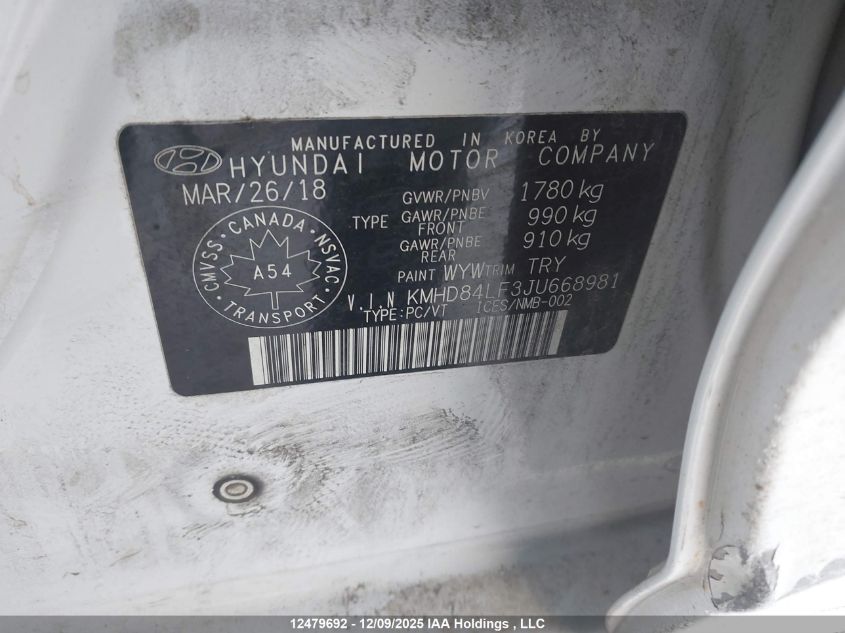 MANUFACTURED IN KOREA BY
HYUNDAI MOTOR COMPANY
MAR/26/18
GVWR/PNBV 1780 kg
TYPE GAWR/PNBE FRONT 990 kg
GAWR/PNBE REAR 910 kg
CMVSS · CANADA · NSVAC
A54
· TRANSPORT ·
PAINT WYW TRIM TRY
V.I.N KMHD84LF3JU668981
TYPE:PC/VT ICES/NMB-002
12479692 - 12/09/2025 IAA Holdings , LLC